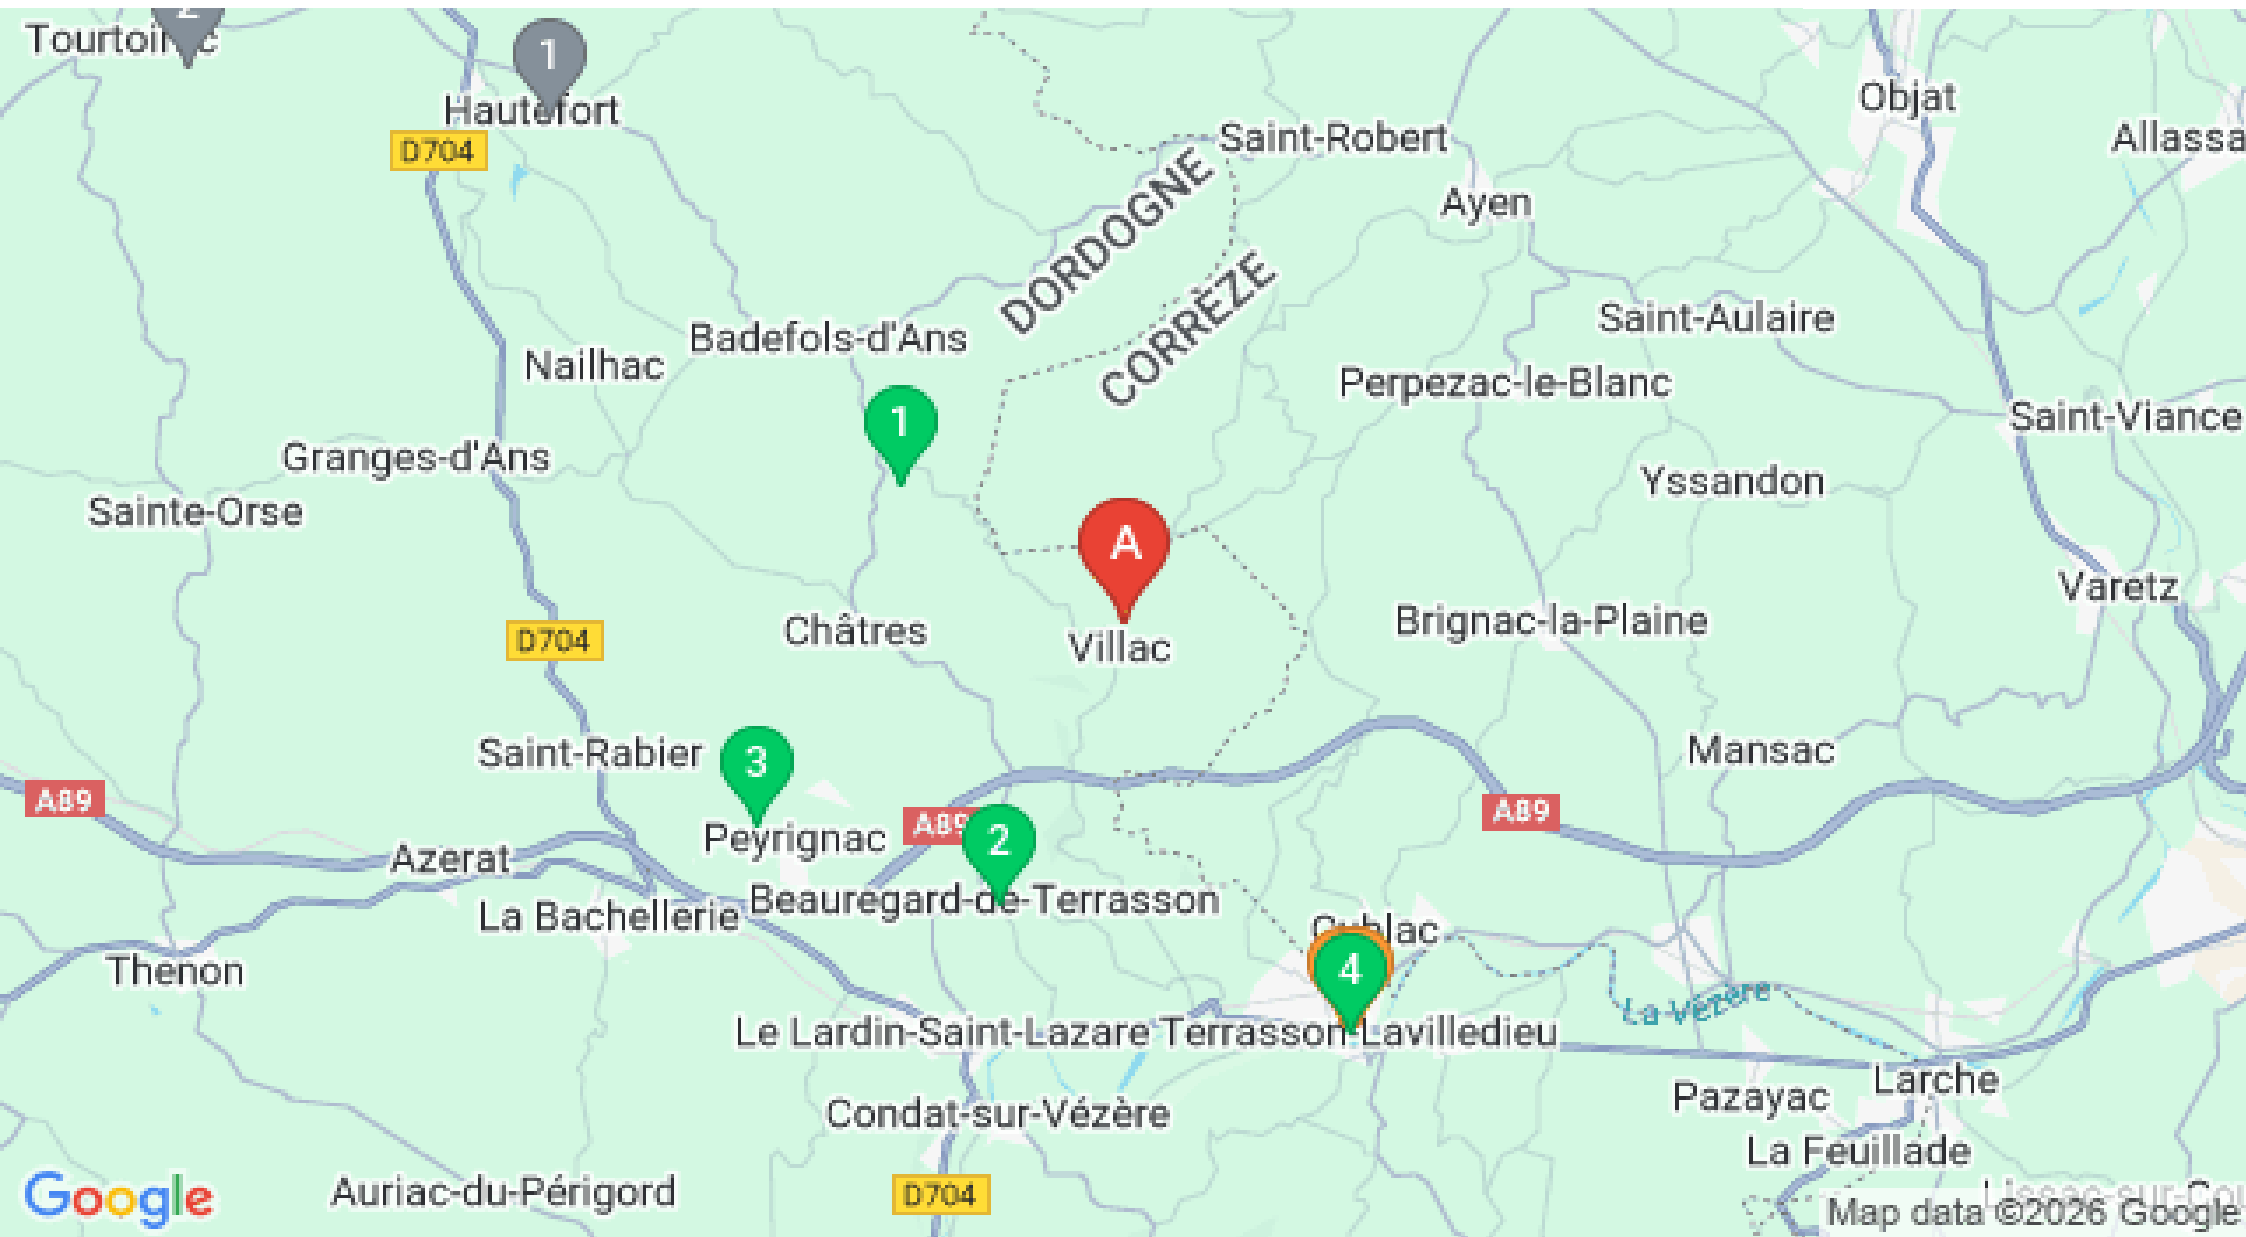 2
Tourtoirac
1
Hautefort
D704
Objat
Allassa
Saint-Robert
DORDOGNE
Ayen
CORRÈZE
Saint-Aulaire
Badefols-d'Ans
Nailhac
Perpezac-le-Blanc
1
Saint-Viance
Granges-d'Ans
Yssandon
Sainte-Orse
A
Varetz
Châtres
Brignac-la-Plaine
D704
Villac
Saint-Rabier
3
Mansac
A89
A89
A89
Peyrignac
2
Azerat
Beauregard-de-Terrasson
La Bachellerie
Cublac
4
Thenon
La Vézère
Le Lardin-Saint-Lazare
Terrasson-Lavilledieu
Larche
Pazayac
Condat-sur-Vézère
La Feuillade
Auriac-du-Périgord
D704
Google
Map data ©2026 Google